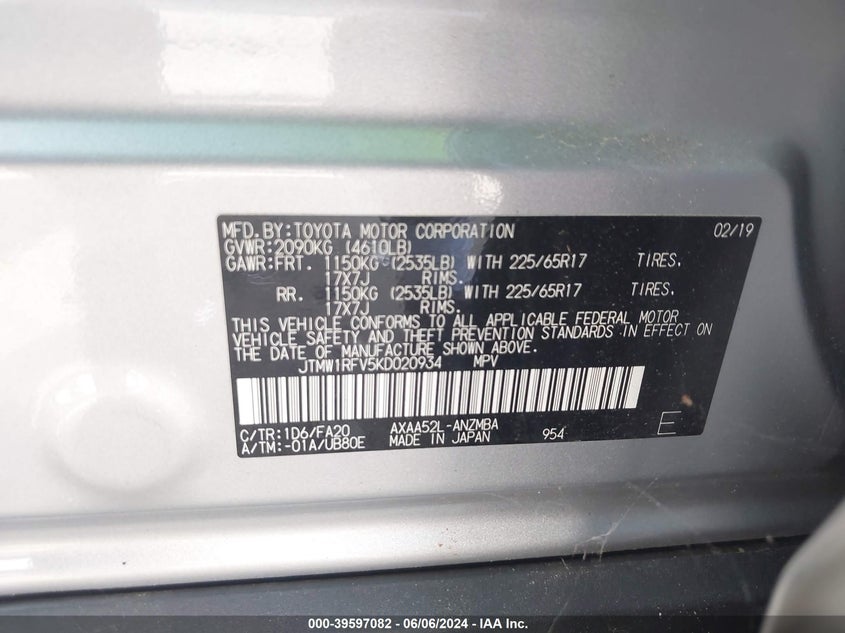 MFD.BY:TOYOTA MOTOR CORPORATION 02/19
GVWR:2090KG (4610LB)
GAWR:FRT. 1150KG (2535LB) WITH 225/65R17 TIRES.
17X7J RIMS.
RR. 1150KG (2535LB) WITH 225/65R17 TIRES.
17X7J RIMS.
THIS VEHICLE CONFORMS TO ALL APPLICABLE FEDERAL MOTOR
VEHICLE SAFETY AND THEFT PREVENTION STANDARDS IN EFFECT ON
THE DATE OF MANUFACTURE SHOWN ABOVE.
JTMW1RFV5KD020934 MPV
C/TR:1D6/FA20 AXAA52L-ANZMBA
A/TM:-01A/UB80E MADE IN JAPAN 954 E
000-39597082 - 06/06/2024 - IAA Inc.